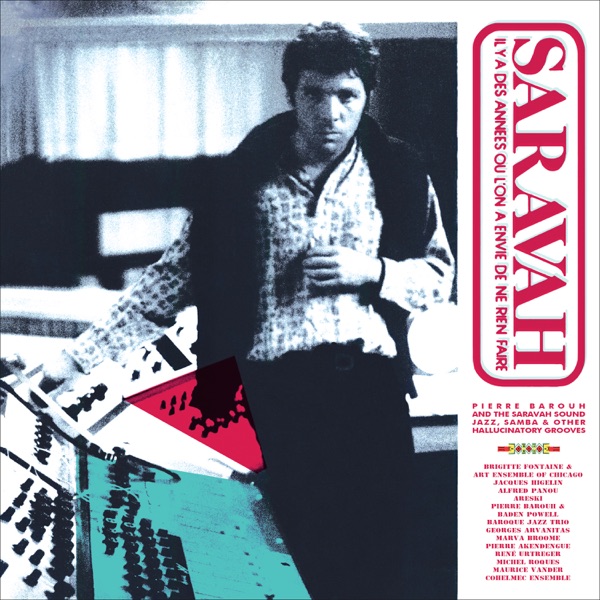 SARAVAH
IL Y A DES ANNEES OU L'ON A ENVIE DE NE RIEN FAIRE
PIERRE BAROUH
AND THE SARAVAH SOUND
JAZZ, SAMBA & OTHER
HALLUCINATORY GROOVES
BRIGITTE FONTAINE &
ART ENSEMBLE OF CHICAGO
JACQUES HIGELIN
ALFRED PANOU
ARESKI
PIERRE BAROUH &
BADEN POWELL
BAROQUE JAZZ TRIO
GEORGES ARVANITAS
MARVA BROOME
PIERRE AKENDENGUE
RENÉ URTREGER
MICHEL ROQUES
MAURICE VANDER
COHELMEC ENSEMBLE